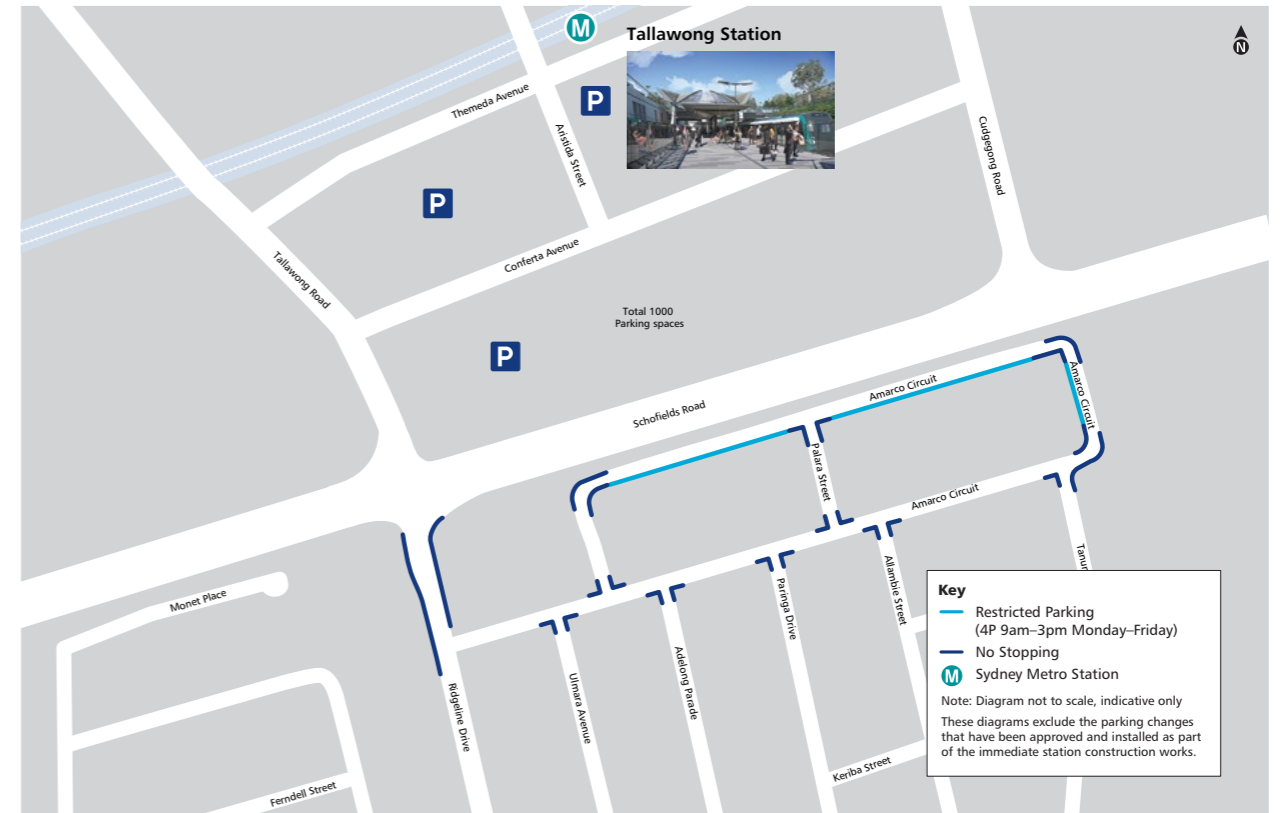 M
Tallawong Station
N
P
Themeda Avenue
Aristida Street
Cudgegong Road
P
Conferta Avenue
Tallawong Road
Total 1000
Parking spaces
P
Schofields Road
Amarco Circuit
Amarco Circuit
Palara Street
Amarco Circuit
Monet Place
Allambie Street
Paringa Drive
Adelong Parade
Ulmara Avenue
Ridgeline Drive
Keriba Street
Ferndell Street
Key
Restricted Parking
(4P 9am–3pm Monday–Friday)
No Stopping
M Sydney Metro Station
Note: Diagram not to scale, indicative only
These diagrams exclude the parking changes
that have been approved and installed as part
of the immediate station construction works.